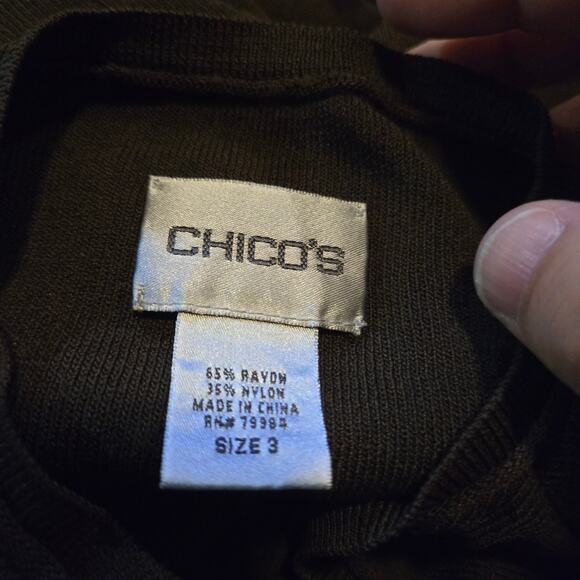 CHICO'S
65% RAYON
35% NYLON
MADE IN CHINA
RN# 79984
SIZE 3